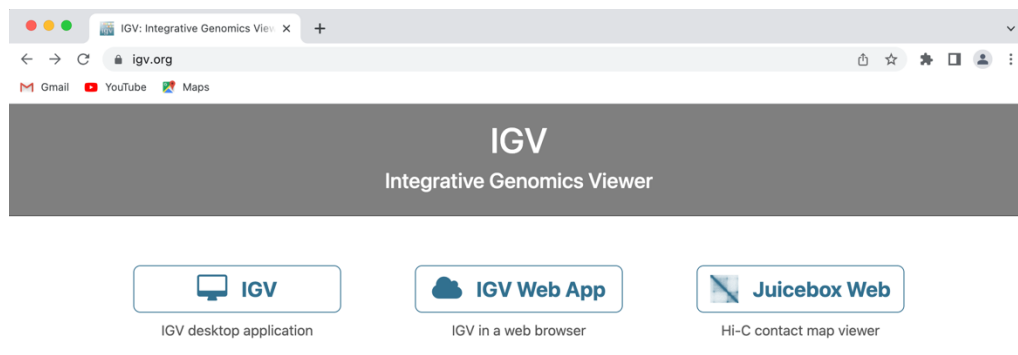 IGV: Integrative Genomics View
igv.org
Gmail YouTube Maps
IGV
Integrative Genomics Viewer
IGV IGV Web App Juicebox Web
IGV desktop application IGV in a web browser Hi-C contact map viewer